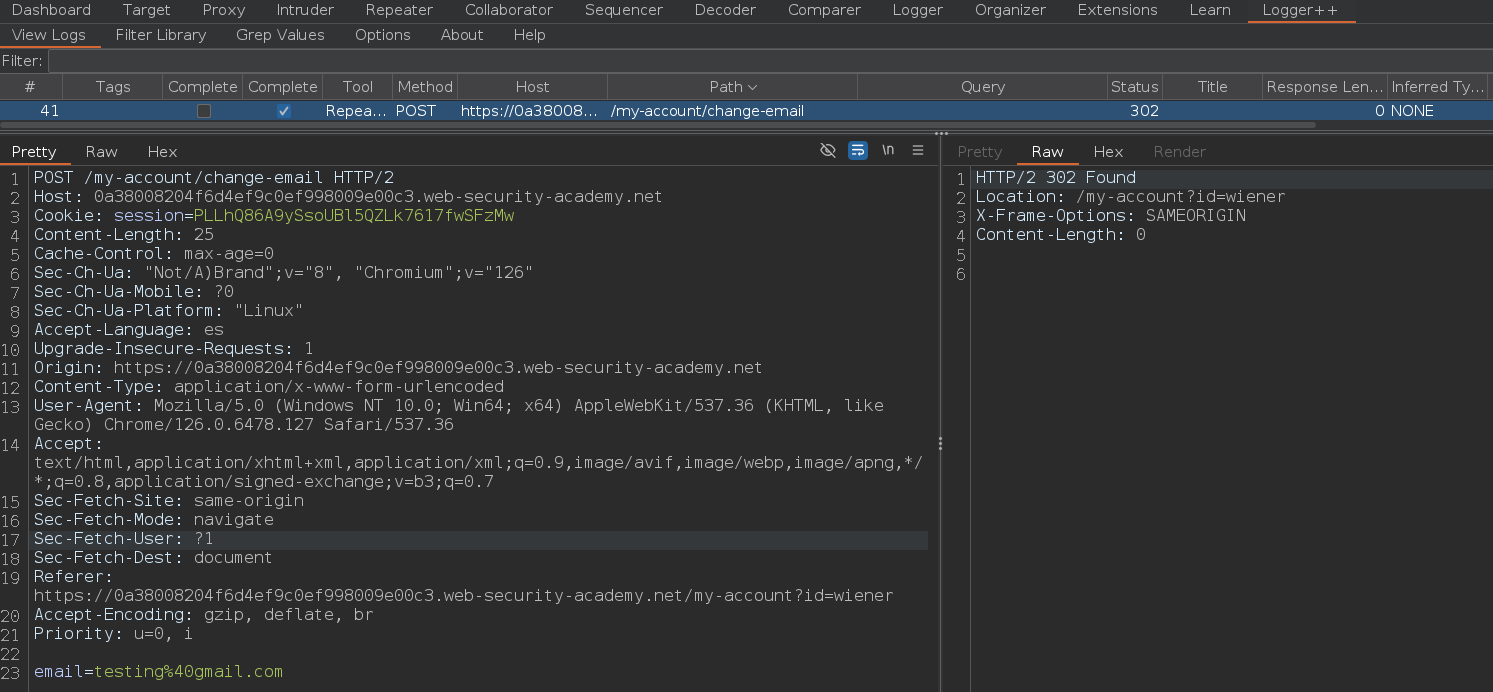 Dashboard Target Proxy Intruder Repeater Collaborator Sequencer Decoder Comparer Logger Organizer Extensions Learn Logger++
View Logs Filter Library Grep Values Options About Help
Filter:
# Tags Complete Complete Tool Method Host Path Query Status Title Response Len... Inferred Ty...
41 Repea... POST https://0a38008... /my-account/change-email 302 0 NONE
Pretty Raw Hex \n
1 POST /my-account/change-email HTTP/2
2 Host: 0a38008204f6d4ef9c0ef998009e00c3.web-security-academy.net
3 Cookie: session=PLLhQ86A9ySsoUBl5QZLk7617fwSFzMw
4 Content-Length: 25
5 Cache-Control: max-age=0
6 Sec-Ch-Ua: "Not/A)Brand";v="8", "Chromium";v="126"
7 Sec-Ch-Ua-Mobile: ?0
8 Sec-Ch-Ua-Platform: "Linux"
9 Accept-Language: es
10 Upgrade-Insecure-Requests: 1
11 Origin: https://0a38008204f6d4ef9c0ef998009e00c3.web-security-academy.net
12 Content-Type: application/x-www-form-urlencoded
13 User-Agent: Mozilla/5.0 (Windows NT 10.0; Win64; x64) AppleWebKit/537.36 (KHTML, like
Gecko) Chrome/126.0.6478.127 Safari/537.36
14 Accept:
text/html,application/xhtml+xml,application/xml;q=0.9,image/avif,image/webp,image/apng,*/
*;q=0.8,application/signed-exchange;v=b3;q=0.7
15 Sec-Fetch-Site: same-origin
16 Sec-Fetch-Mode: navigate
17 Sec-Fetch-User: ?1
18 Sec-Fetch-Dest: document
19 Referer:
https://0a38008204f6d4ef9c0ef998009e00c3.web-security-academy.net/my-account?id=wiener
20 Accept-Encoding: gzip, deflate, br
21 Priority: u=0, i
22
23 email=testing%40gmail.com
Pretty Raw Hex Render
1 HTTP/2 302 Found
2 Location: /my-account?id=wiener
3 X-Frame-Options: SAMEORIGIN
4 Content-Length: 0
5
6